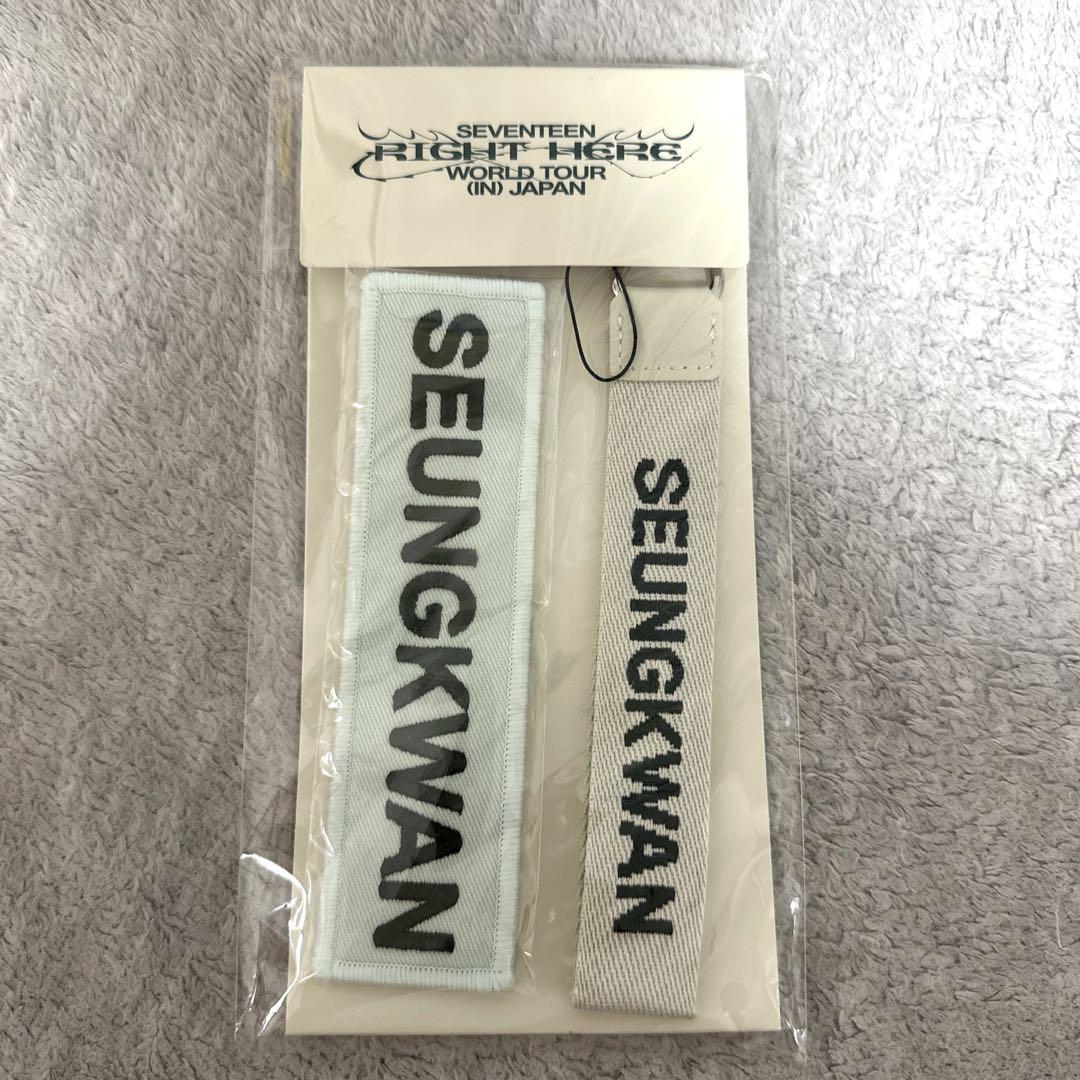 SEVENTEEN
RIGHT HERE
WORLD TOUR
(IN) JAPAN
SEUNGKWAN
SEUNGKWAN